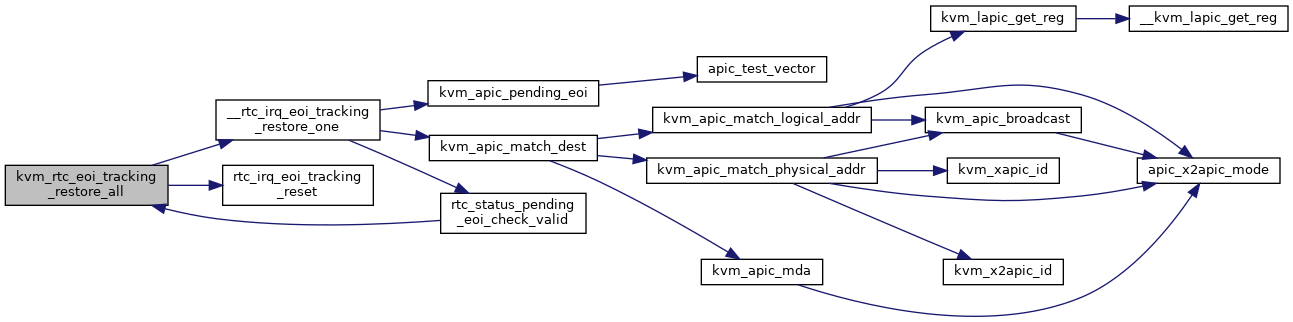 kvm_rtc_eoi_tracking
_restore_all
__rtc_irq_eoi_tracking
_restore_one
rtc_irq_eoi_tracking
_reset
kvm_apic_pending_eoi
kvm_apic_match_dest
rtc_status_pending
_eoi_check_valid
apic_test_vector
kvm_apic_match_logical_addr
kvm_apic_match_physical_addr
kvm_apic_mda
kvm_lapic_get_reg
kvm_apic_broadcast
kvm_xapic_id
kvm_x2apic_id
__kvm_lapic_get_reg
apic_x2apic_mode